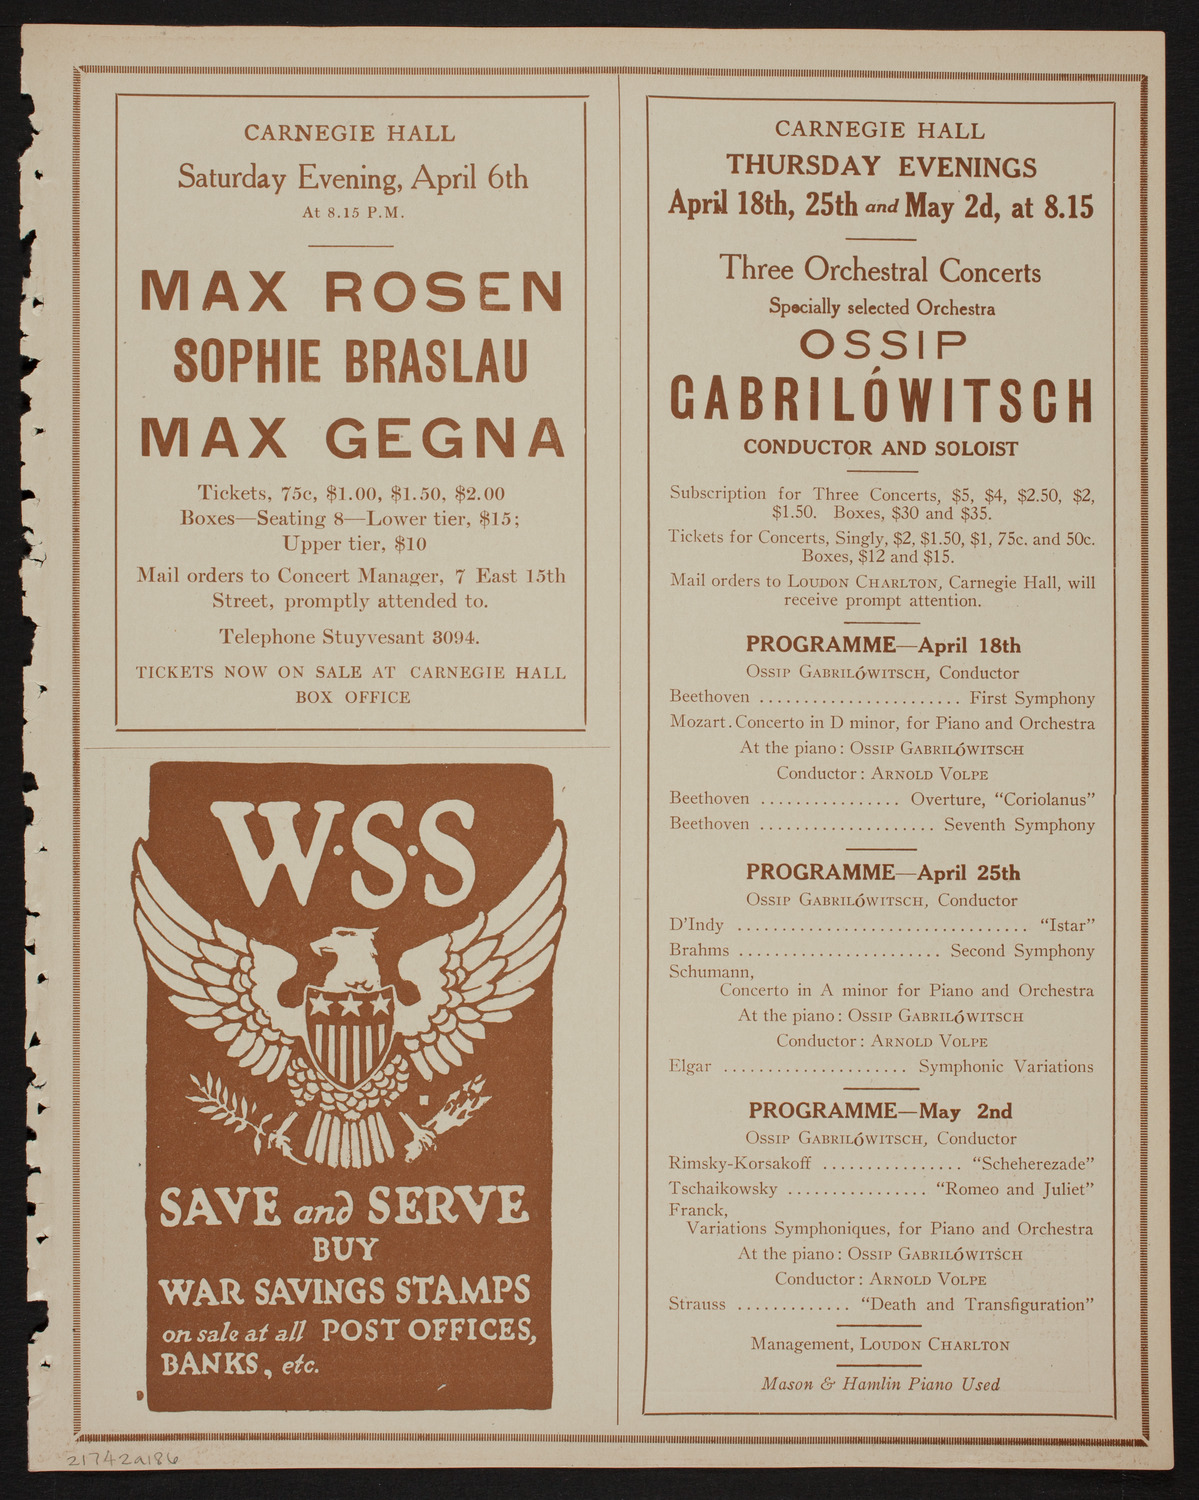 CARNEGIE HALL
Saturday Evening, April 6th
At 8.15 P.M.
MAX ROSEN
SOPHIE BRASLAU
MAX GEGNA
Tickets, 75c, $1.00, $1.50, $2.00
Boxes—Seating 8—Lower tier, $15;
Upper tier, $10
Mail orders to Concert Manager, 7 East 15th
Street, promptly attended to.
Telephone Stuyvesant 3094.
TICKETS NOW ON SALE AT CARNEGIE HALL
BOX OFFICE
W·S·S
SAVE and SERVE
BUY
WAR SAVINGS STAMPS
on sale at all POST OFFICES,
BANKS, etc.
21742a186
CARNEGIE HALL
THURSDAY EVENINGS
April 18th, 25th and May 2d, at 8.15
Three Orchestral Concerts
Specially selected Orchestra
OSSIP
GABRILÓWITSCH
CONDUCTOR AND SOLOIST
Subscription for Three Concerts, $5, $4, $2.50, $2,
$1.50. Boxes, $30 and $35.
Tickets for Concerts, Singly, $2, $1.50, $1, 75c. and 50c.
Boxes, $12 and $15.
Mail orders to LOUDON CHARLTON, Carnegie Hall, will
receive prompt attention.
PROGRAMME—April 18th
OSSIP GABRILÓWITSCH, Conductor
Beethoven ....................... First Symphony
Mozart. Concerto in D minor, for Piano and Orchestra
At the piano: OSSIP GABRILÓWITSCH
Conductor: ARNOLD VOLPE
Beethoven ................ Overture, "Coriolanus"
Beethoven .................... Seventh Symphony
PROGRAMME—April 25th
OSSIP GABRILÓWITSCH, Conductor
D'Indy ................................. "Istar"
Brahms ....................... Second Symphony
Schumann,
Concerto in A minor for Piano and Orchestra
At the piano: OSSIP GABRILÓWITSCH
Conductor: ARNOLD VOLPE
Elgar ..................... Symphonic Variations
PROGRAMME—May 2nd
OSSIP GABRILÓWITSCH, Conductor
Rimsky-Korsakoff ................ "Scheherezade"
Tschaikowsky ................ "Romeo and Juliet"
Franck,
Variations Symphoniques, for Piano and Orchestra
At the piano: OSSIP GABRILÓWITSCH
Conductor: ARNOLD VOLPE
Strauss ............. "Death and Transfiguration"
Management, LOUDON CHARLTON
Mason & Hamlin Piano Used